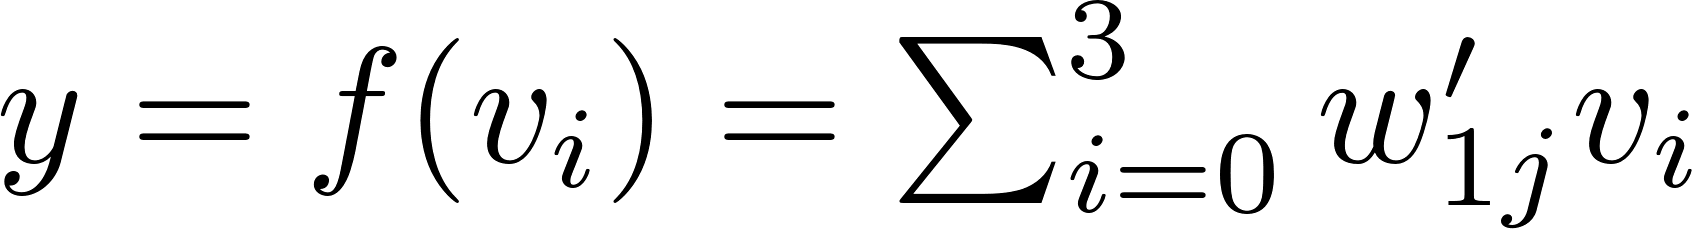 y = f(v_i) = \sum_{i=0}^{3} w'_{1j} v_i